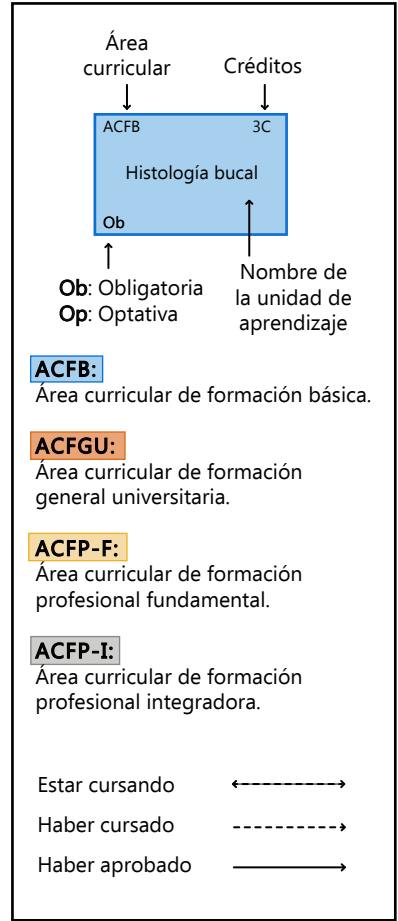 Área
curricular
Créditos
ACFB
3C
Histología bucal
Ob
Ob: Obligatoria
Op: Optativa
Nombre de
la unidad de
aprendizaje
ACFB:
Área curricular de formación básica.
ACFGU:
Área curricular de formación
general universitaria.
ACFP-F:
Área curricular de formación
profesional fundamental.
ACFP-I:
Área curricular de formación
profesional integradora.
Estar cursando
Haber cursado
Haber aprobado